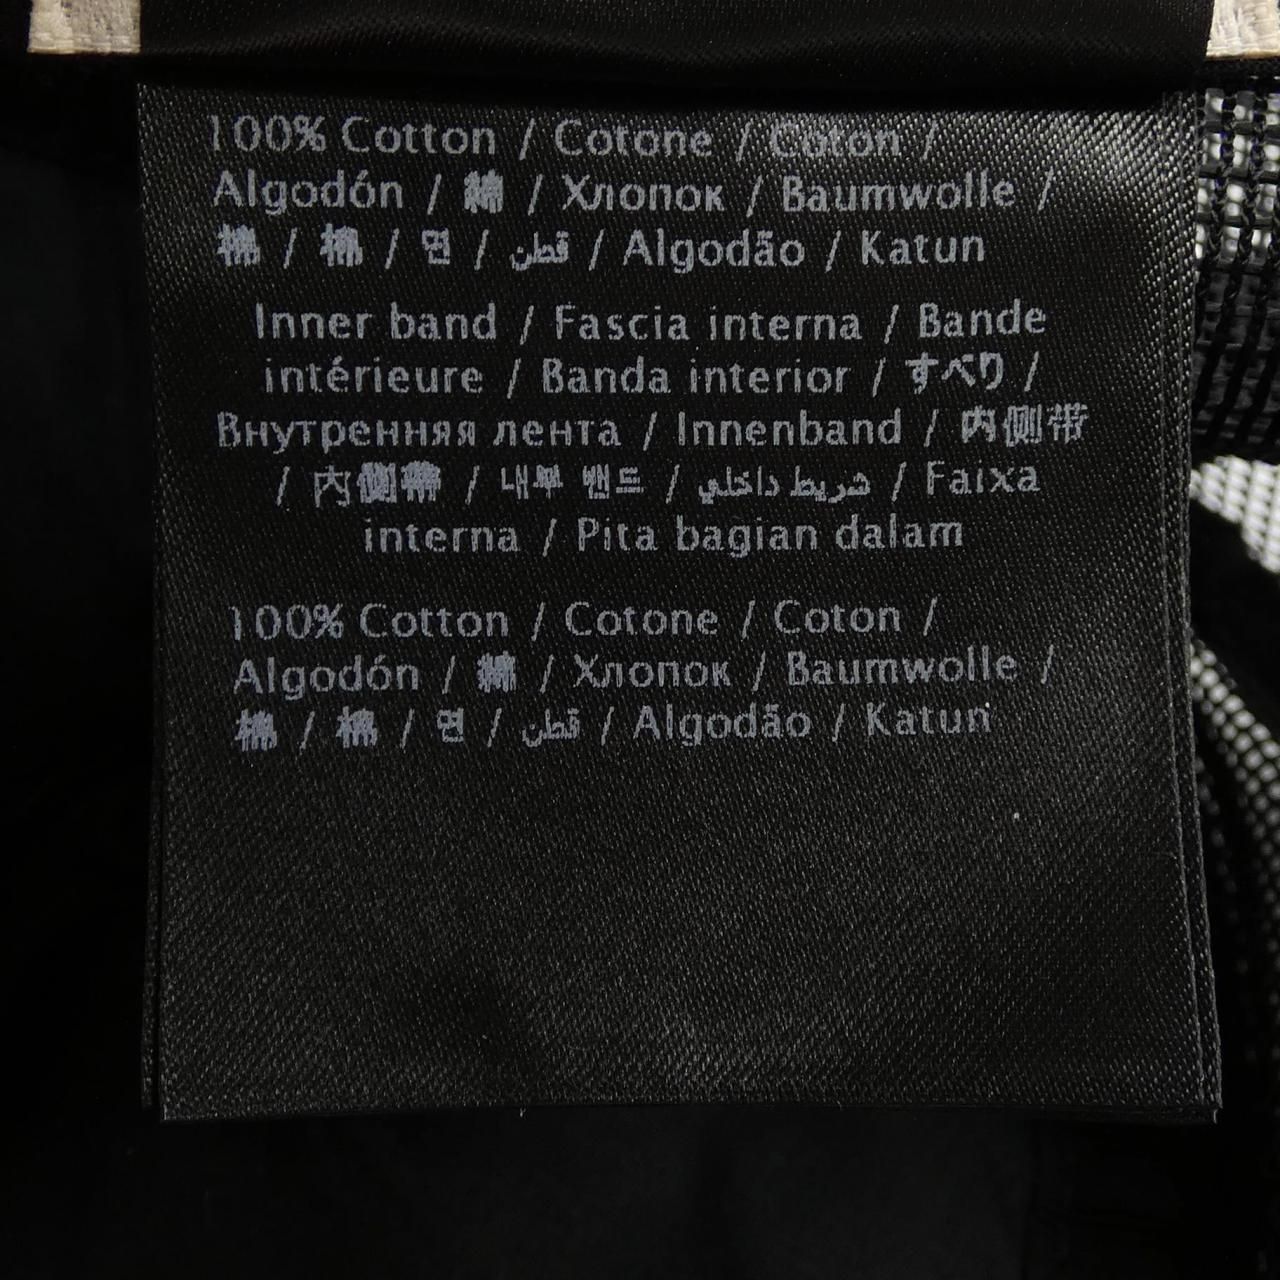 100% Cotton / Cotone / Coton /
Algodón / 綿 / Хлопок / Baumwolle /
棉 / 棉 / 면 / قطن / Algodão / Katun
Inner band / Fascia interna / Bande
intérieure / Banda interior / すべり /
Внутренняя лента / Innenband / 内侧带
/ 內側帶 / 내부 밴드 / شريط داخلي / Faixa
interna / Pita bagian dalam
100% Cotton / Cotone / Coton /
Algodón / 綿 / Хлопок / Baumwolle /
棉 / 棉 / 면 / قطن / Algodão / Katun